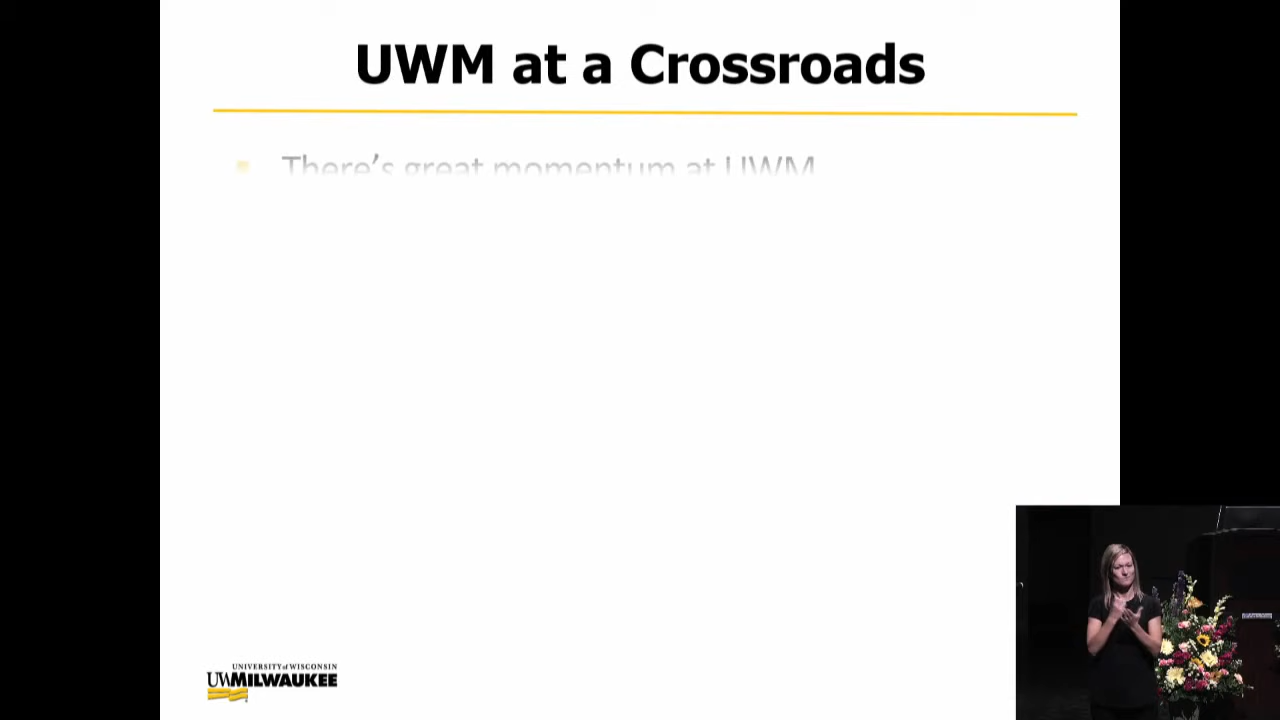 UWM at a Crossroads
There's great momentum at UWM
UNIVERSITY of WISCONSIN
UWMILWAUKEE